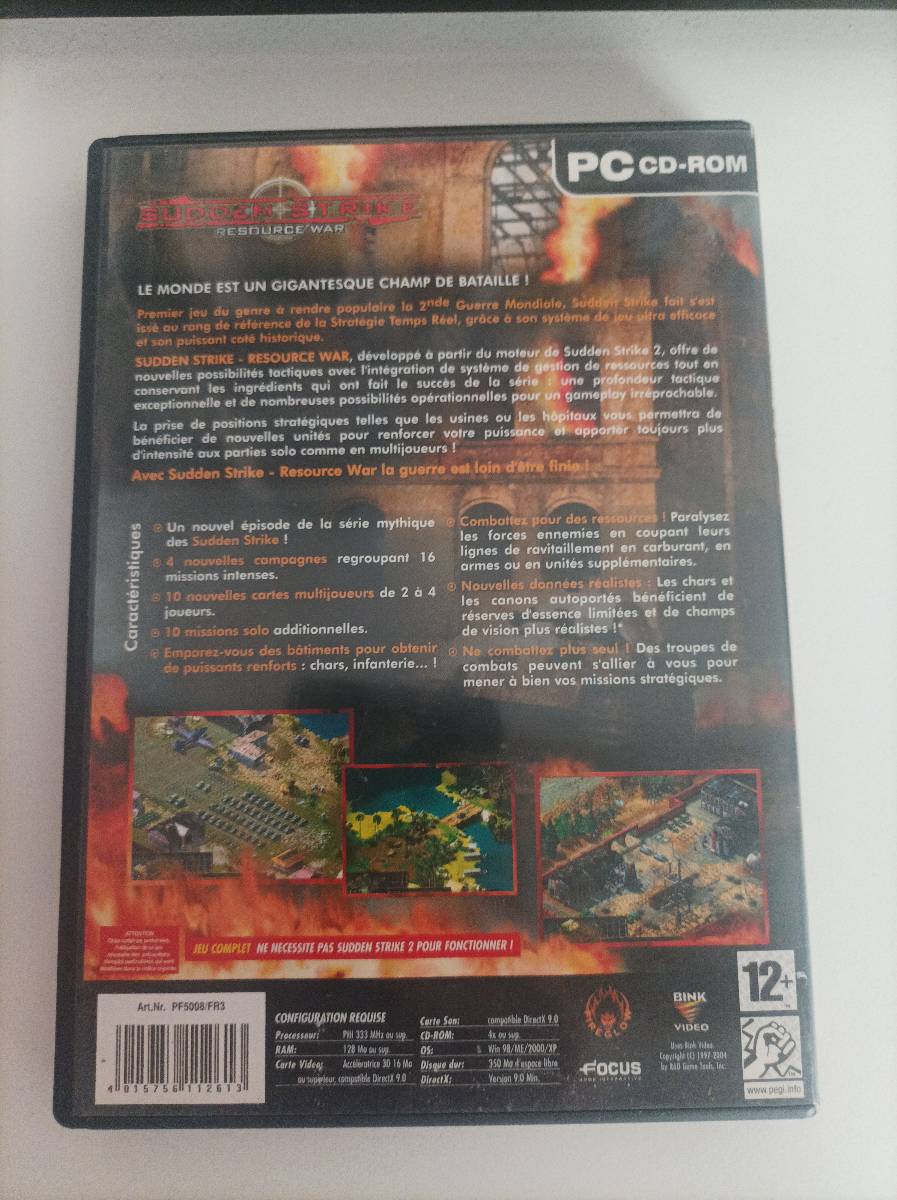 PC CD-ROM
SUDDEN STRIKE
RESOURCE WAR
LE MONDE EST UN GIGANTESQUE CHAMP DE BATAILLE !
Premier jeu du genre à rendre populaire la 2nde Guerre Mondiale, Sudden Strike fait s'est
issé au rang de référence de la Stratégie Temps Réel, grâce à son système de jeu ultra efficace
et son puissant coté historique.
SUDDEN STRIKE - RESOURCE WAR, développé à partir du moteur de Sudden Strike 2, offre de
nouvelles possibilités tactiques avec l'intégration de système de gestion de ressources tout en
conservant les ingrédients qui ont fait le succès de la série : une profondeur tactique
exceptionnelle et de nombreuses possibilités opérationnelles pour un gameplay irréprochable.
La prise de positions stratégiques telles que les usines ou les hôpitaux vous permettra de
bénéficier de nouvelles unités pour renforcer votre puissance et apporter toujours plus
d'intensité aux parties solo comme en multijoueurs !
Avec Sudden Strike - Resource War la guerre est loin d'être finie !
Caractéristiques
Un nouvel épisode de la série mythique
des Sudden Strike !
4 nouvelles campagnes regroupant 16
missions intenses.
10 nouvelles cartes multijoueurs de 2 à 4
joueurs.
10 missions solo additionnelles.
Emparez-vous des bâtiments pour obtenir
de puissants renforts : chars, infanterie... !
Combattez pour des ressources ! Paralysez
les forces ennemies en coupant leurs
lignes de ravitaillement en carburant, en
armes ou en unités supplémentaires.
Nouvelles données réalistes : Les chars et
les canons autoportés bénéficient de
réserves d'essence limitées et de champs
de vision plus réalistes !*
Ne combattez plus seul ! Des troupes de
combats peuvent s'allier à vous pour
mener à bien vos missions stratégiques.
ATTENTION
JEU COMPLET NE NECESSITE PAS SUDDEN STRIKE 2 POUR FONCTIONNER !
Art.Nr. PF5008/FR3
4 015756 112613
CONFIGURATION REQUISE
Processeur: PIII 333 MHz ou sup.
RAM: 128 Mo ou sup.
Carte Video: Accéleratrice 3D 16 Mo
ou supérieur, compatible DirectX 9.0
Carte Son: compatible DirectX 9.0
CD-ROM: 4x ou sup.
OS: Win 98/ME/2000/XP
Disque dur: 350 Mo d'espace libre
DirectX: Version 9.0 Min.
FIREGLOW
FOCUS
HOME INTERACTIVE
BINK
VIDEO
Uses Bink Video.
Copyright (C) 1997-2004
by RAD Game Tools, Inc.
12+
www.pegi.info